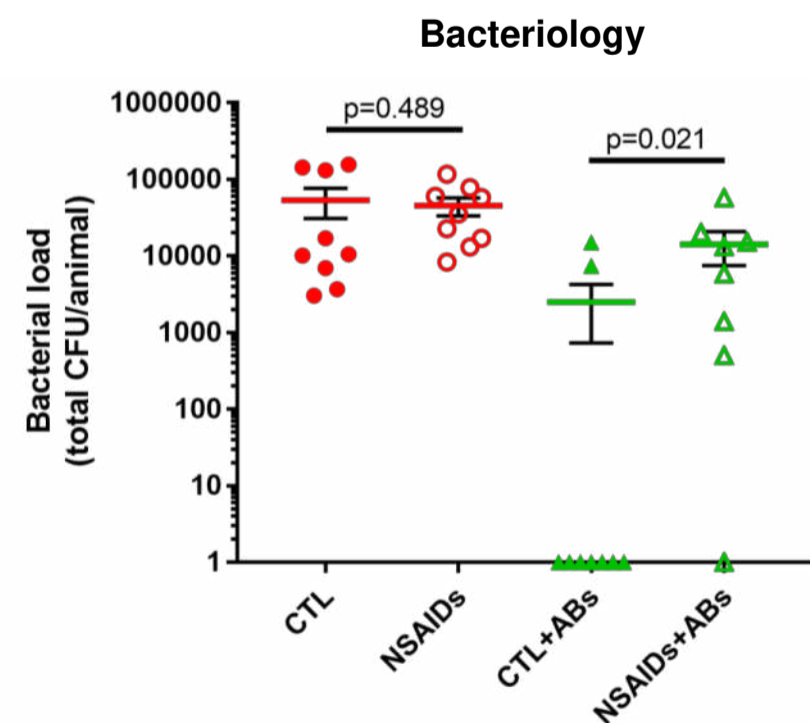 Bacteriology
Bacterial load
(total CFU/animal)
1000000
100000
10000
1000
100
10
1
p=0.489
p=0.021
CTL
NSAIDs
CTL+ABs
NSAIDs+ABs